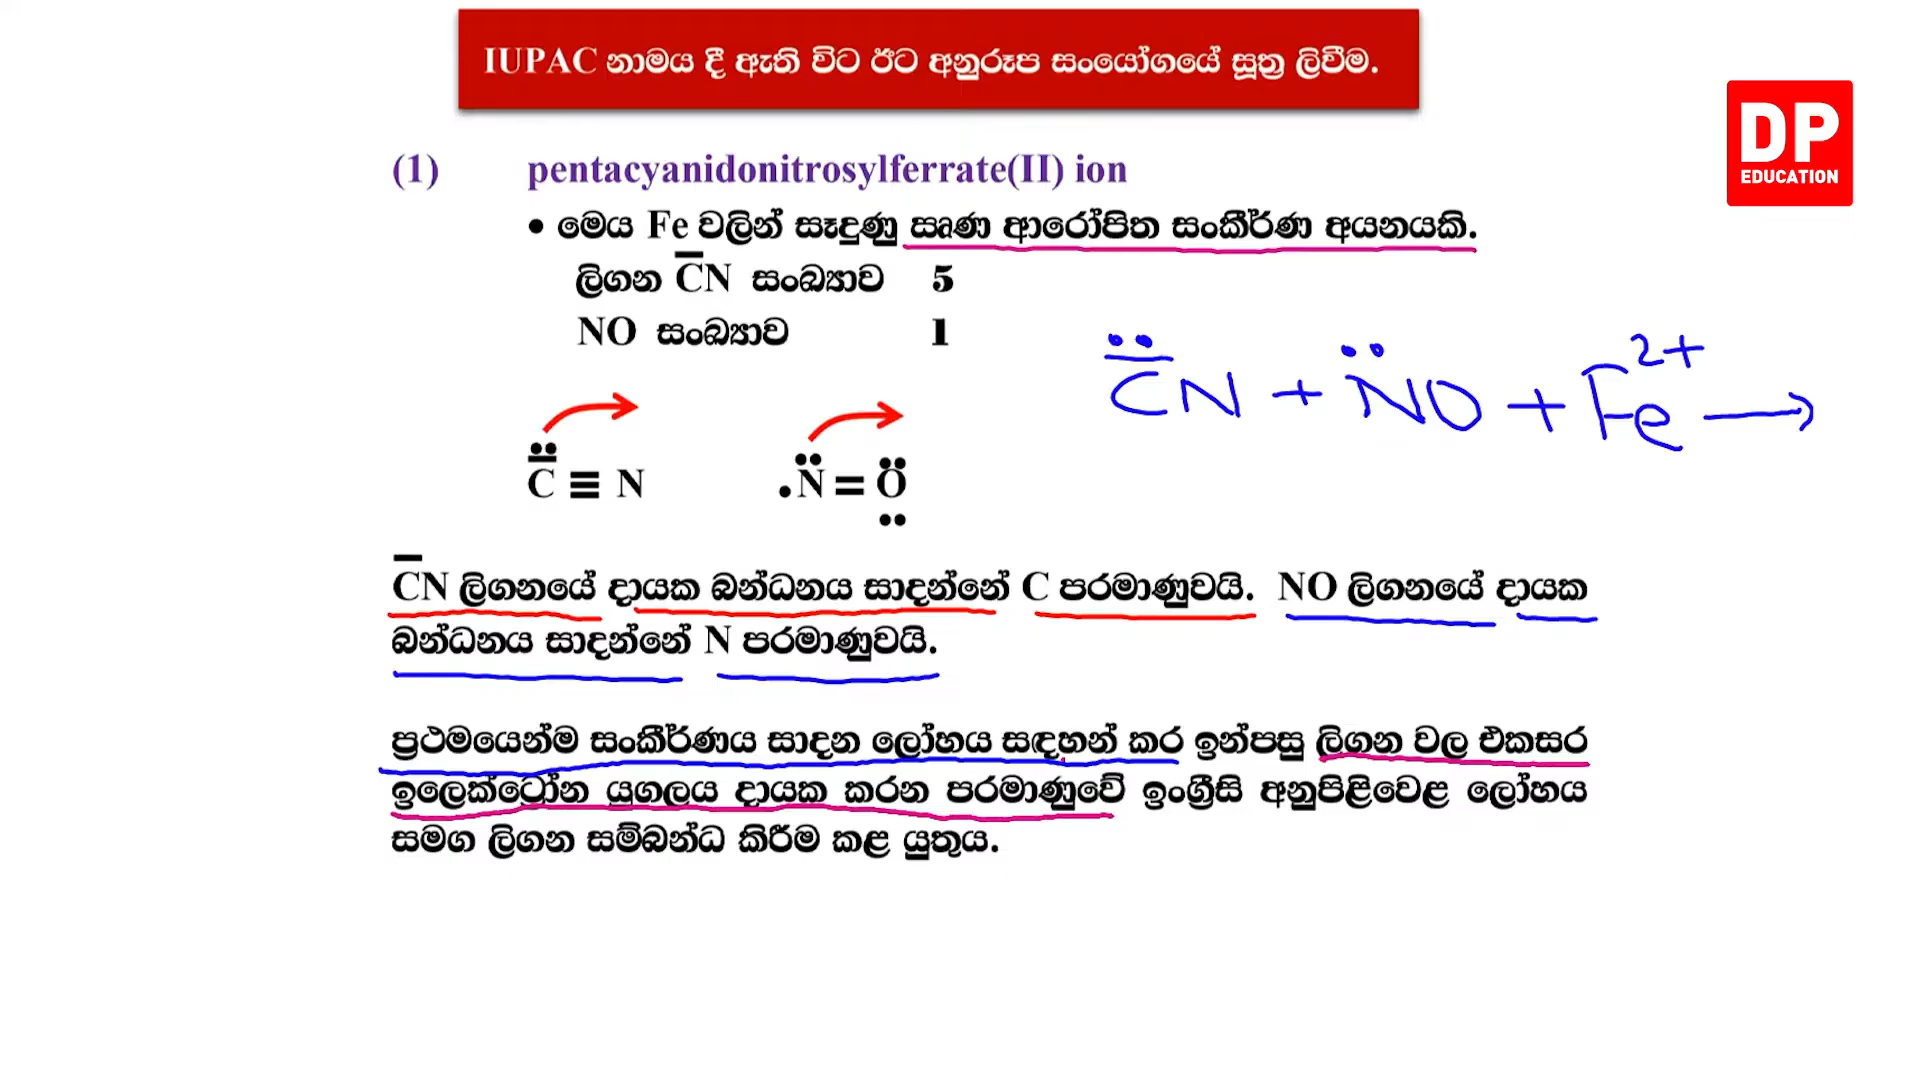 IUPAC නාමය දී ඇති විට ඊට අනුරූප සංයෝගයේ සූත්‍ර ලිවීම.
DP
EDUCATION
(1) pentacyanidonitrosylferrate(II) ion
• මෙය Fe වලින් සෑදුණු ඍණ ආරෝපිත සංකීර්ණ අයනයකි.
ලිගන C̅N සංඛ්‍යාව 5
NO සංඛ්‍යාව 1
C̅N + NO + Fe²⁺ →
C̅ ≡ N .N = O
C̅N ලිගනයේ දායක බන්ධනය සාදන්නේ C පරමාණුවයි. NO ලිගනයේ දායක
බන්ධනය සාදන්නේ N පරමාණුවයි.
ප්‍රථමයෙන්ම සංකීර්ණය සාදන ලෝහය සඳහන් කර ඉන්පසු ලිගන වල එකසර
ඉලෙක්ට්‍රෝන යුගලය දායක කරන පරමාණුවේ ඉංග්‍රීසි අනුපිළිවෙළ ලෝහය
සමග ලිගන සම්බන්ධ කිරීම කළ යුතුය.